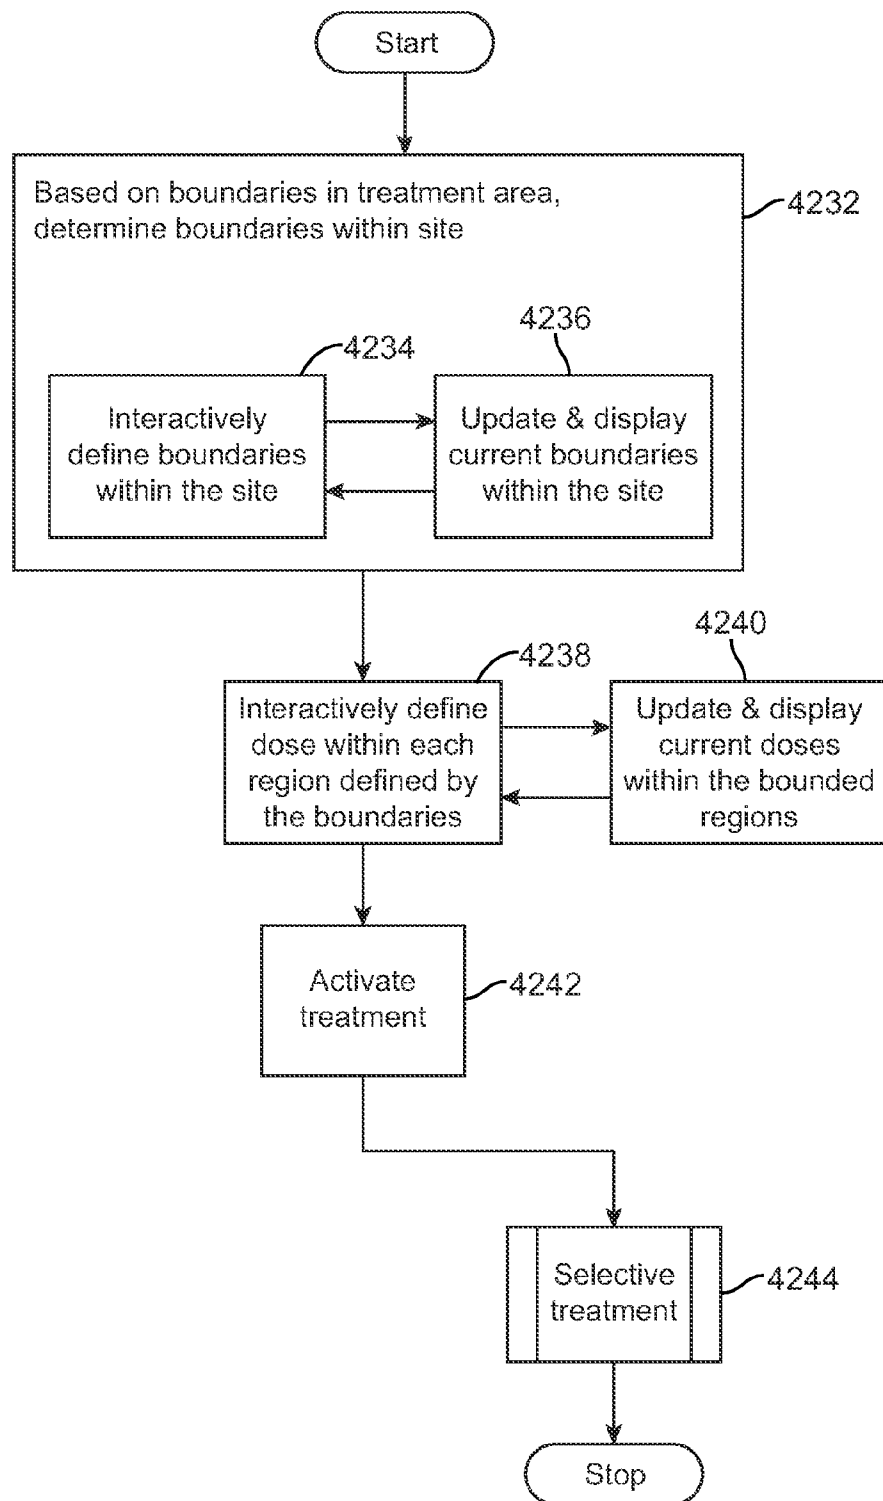 Start
Based on boundaries in treatment area,
determine boundaries within site
4232
4234
Interactively
define boundaries
within the site
4236
Update & display
current boundaries
within the site
4238
Interactively define
dose within each
region defined by
the boundaries
4240
Update & display
current doses
within the bounded
regions
Activate
treatment
4242
Selective
treatment
4244
Stop